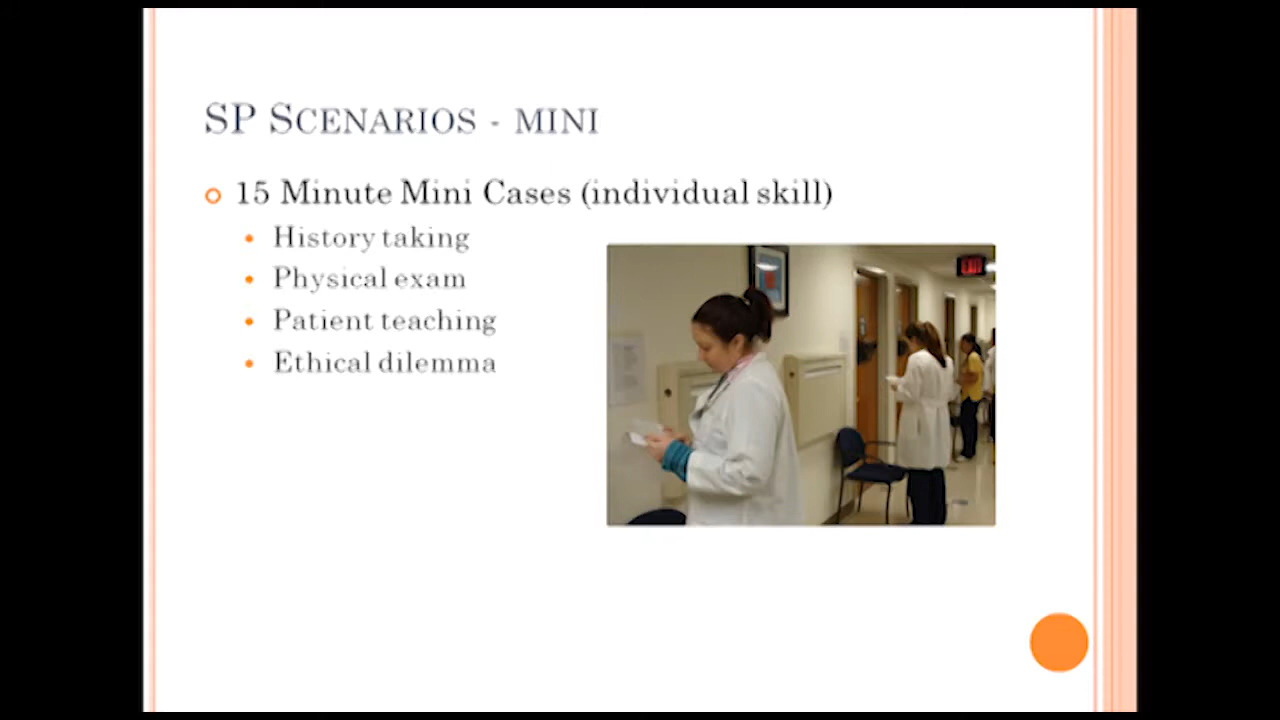 SP SCENARIOS - MINI
15 Minute Mini Cases (individual skill)
History taking
Physical exam
Patient teaching
Ethical dilemma
EXIT